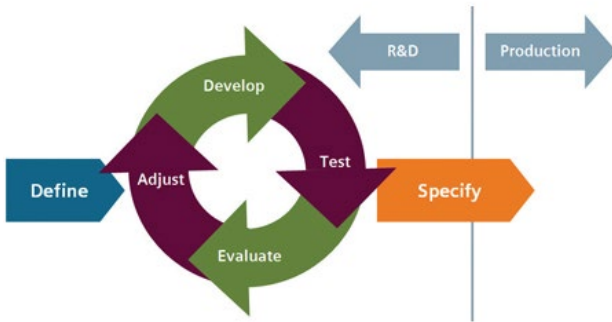 R&D
Production
Develop
Define
Adjust
Test
Specify
Evaluate